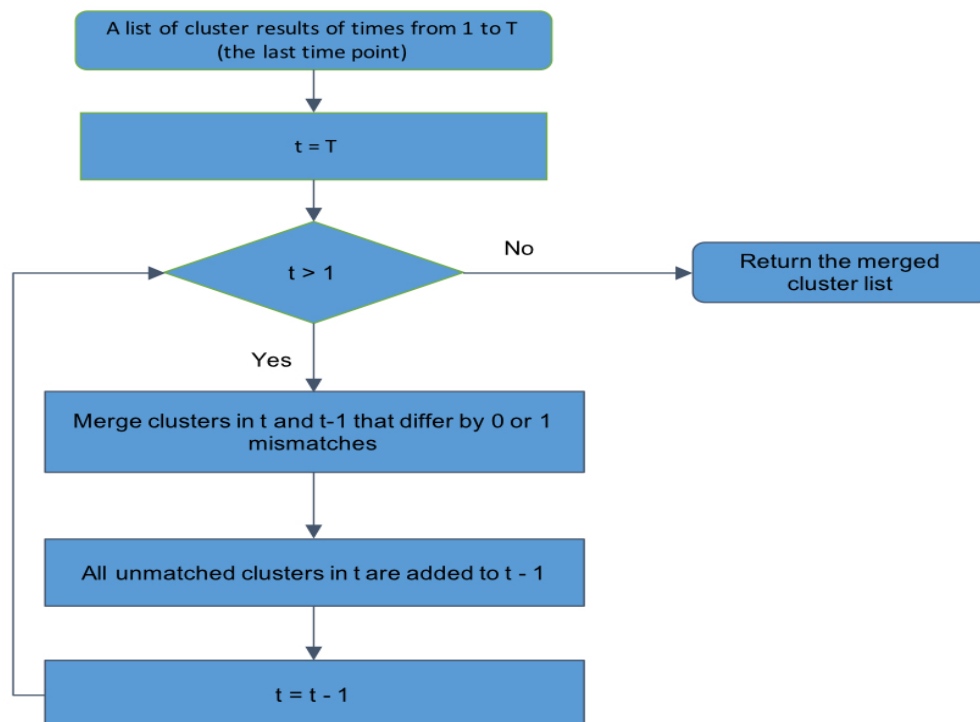 A list of cluster results of times from 1 to T
(the last time point)
t = T
t > 1
No
Return the merged
cluster list
Yes
Merge clusters in t and t-1 that differ by 0 or 1
mismatches
All unmatched clusters in t are added to t - 1
t = t - 1